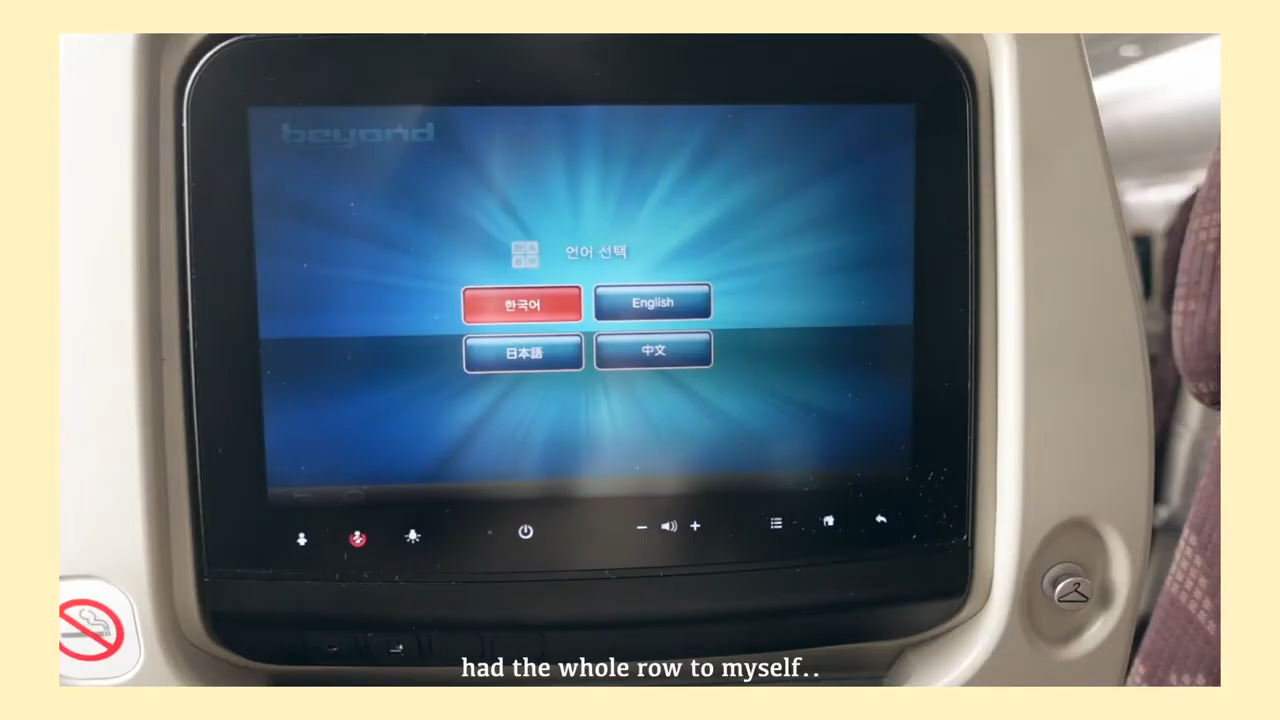 beyond
언어 선택
한국어
English
日本語
中文
had the whole row to myself..